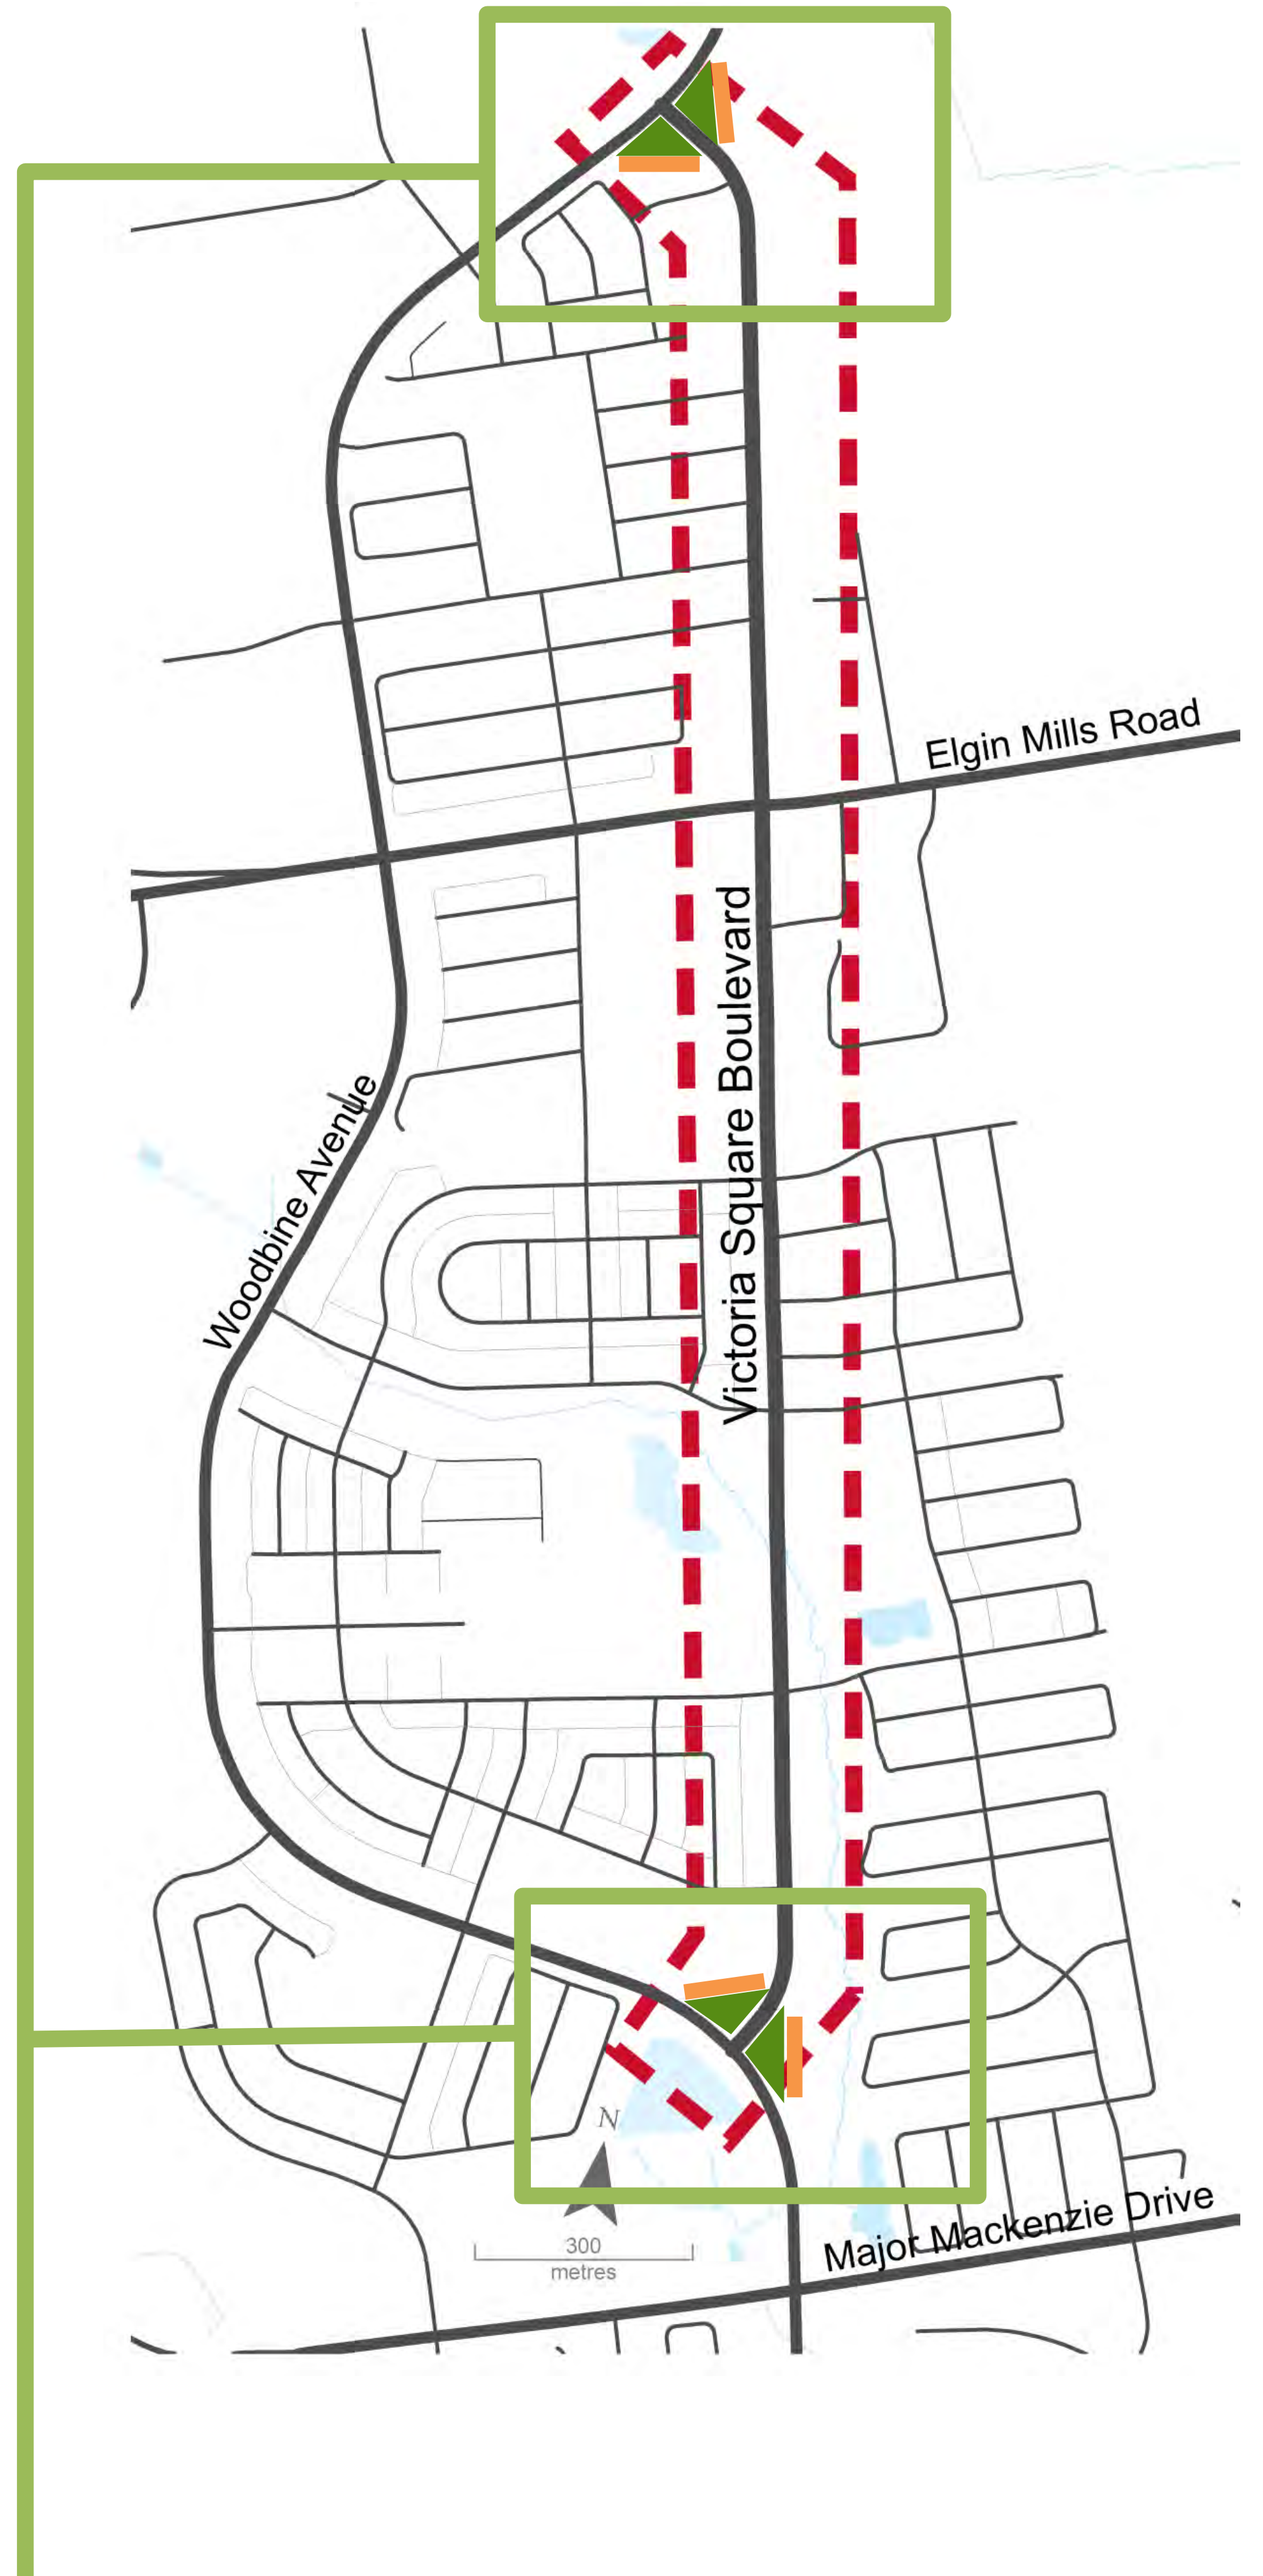 Elgin Mills Road
Victoria Square Boulevard
Woodbine Avenue
N
300
metres
Major Mackenzie Drive